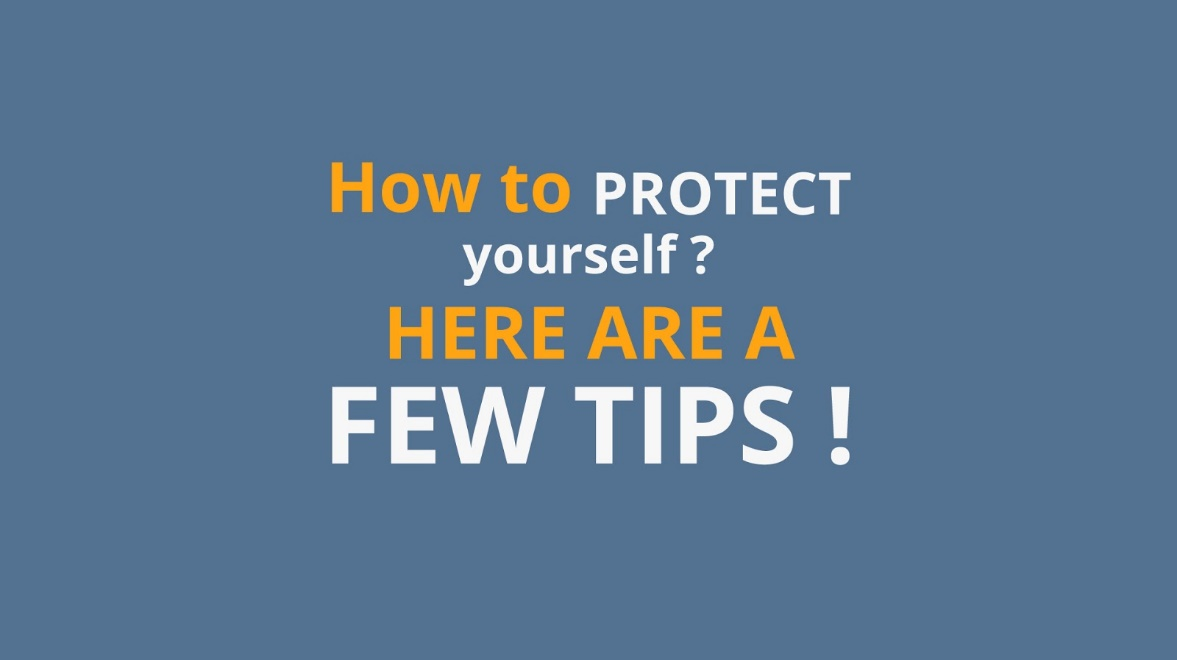 How to PROTECT
yourself ?
HERE ARE A
FEW TIPS !